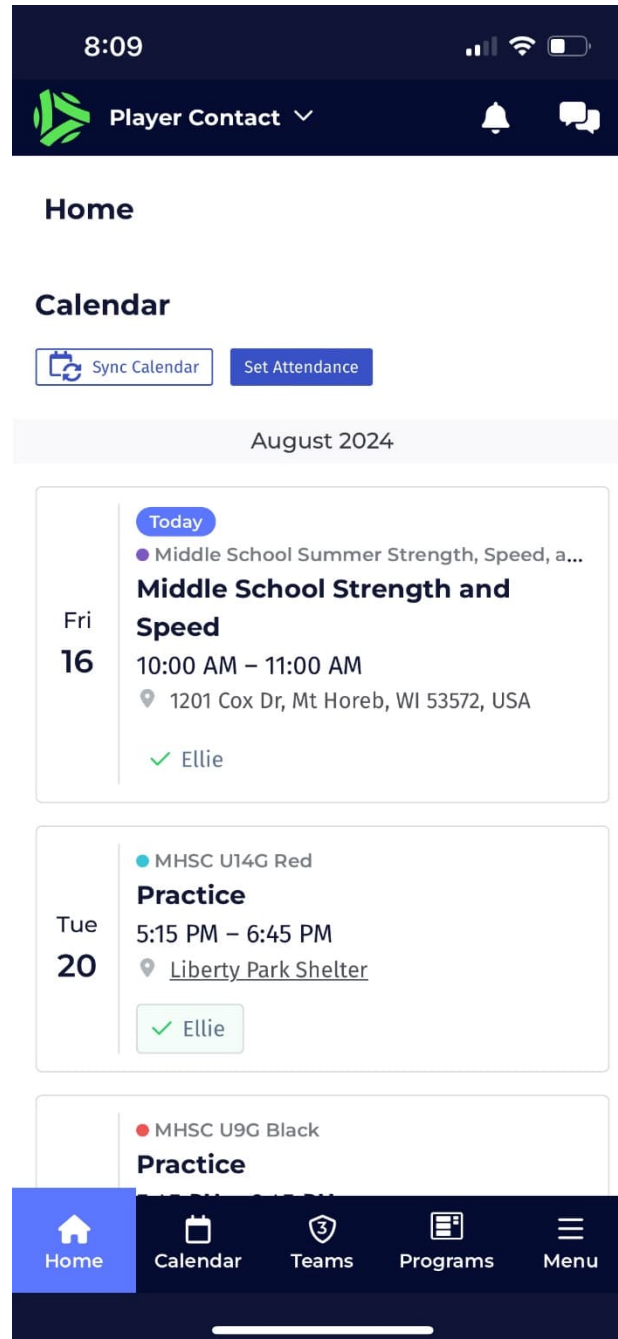 8:09
Player Contact
Home
Calendar
Sync Calendar
Set Attendance
August 2024
Today
Middle School Summer Strength, Speed, a...
Middle School Strength and
Speed
Fri
16
10:00 AM – 11:00 AM
1201 Cox Dr, Mt Horeb, WI 53572, USA
Ellie
MHSC U14G Red
Practice
Tue
20
5:15 PM – 6:45 PM
Liberty Park Shelter
Ellie
MHSC U9G Black
Practice
Home
Calendar
3
Teams
Programs
Menu